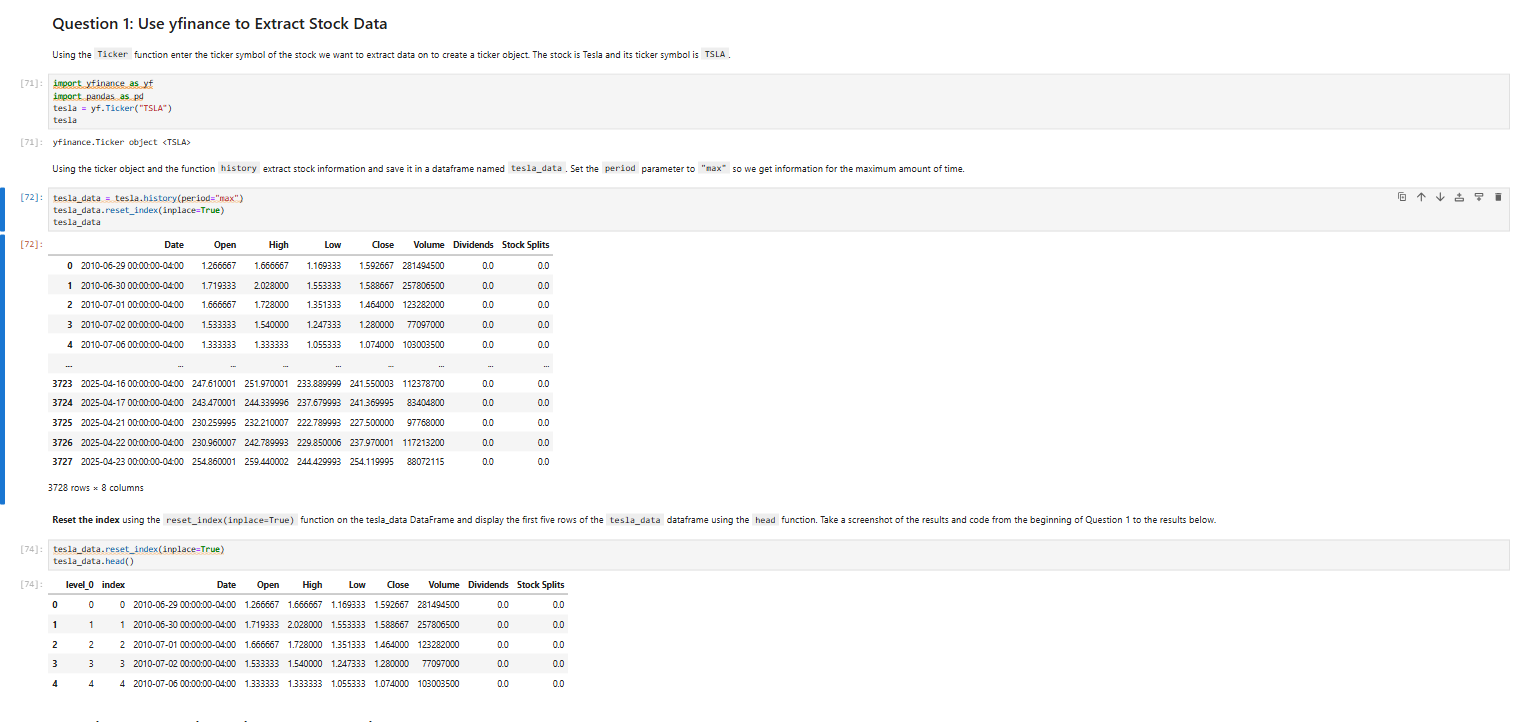 Question 1: Use yfinance to Extract Stock Data
Using the Ticker function enter the ticker symbol of the stock we want to extract data on to create a ticker object. The stock is Tesla and its ticker symbol is TSLA .
[71]: import yfinance as yf
import pandas as pd
tesla = yf.Ticker("TSLA")
tesla
[71]: yfinance.Ticker object <TSLA>
Using the ticker object and the function history extract stock information and save it in a dataframe named tesla_data . Set the period parameter to "max" so we get information for the maximum amount of time.
[72]: tesla_data = tesla.history(period="max")
tesla_data.reset_index(inplace=True)
tesla_data
[72]: Date Open High Low Close Volume Dividends Stock Splits
0 2010-06-29 00:00:00-04:00 1.266667 1.666667 1.169333 1.592667 281494500 0.0 0.0
1 2010-06-30 00:00:00-04:00 1.719333 2.028000 1.553333 1.588667 257806500 0.0 0.0
2 2010-07-01 00:00:00-04:00 1.666667 1.728000 1.351333 1.464000 123282000 0.0 0.0
3 2010-07-02 00:00:00-04:00 1.533333 1.540000 1.247333 1.280000 77097000 0.0 0.0
4 2010-07-06 00:00:00-04:00 1.333333 1.333333 1.055333 1.074000 103003500 0.0 0.0
... ... ... ... ... ... ... ... ...
3723 2025-04-16 00:00:00-04:00 247.610001 251.970001 233.889999 241.550003 112378700 0.0 0.0
3724 2025-04-17 00:00:00-04:00 243.470001 244.339996 237.679993 241.369995 83404800 0.0 0.0
3725 2025-04-21 00:00:00-04:00 230.259995 232.210007 222.789993 227.500000 97768000 0.0 0.0
3726 2025-04-22 00:00:00-04:00 230.960007 242.789993 229.850006 237.970001 117213200 0.0 0.0
3727 2025-04-23 00:00:00-04:00 254.860001 259.440002 244.429993 254.119995 88072115 0.0 0.0
3728 rows × 8 columns
Reset the index using the reset_index(inplace=True) function on the tesla_data DataFrame and display the first five rows of the tesla_data dataframe using the head function. Take a screenshot of the results and code from the beginning of Question 1 to the results below.
[74]: tesla_data.reset_index(inplace=True)
tesla_data.head()
[74]: level_0 index Date Open High Low Close Volume Dividends Stock Splits
0 0 0 2010-06-29 00:00:00-04:00 1.266667 1.666667 1.169333 1.592667 281494500 0.0 0.0
1 1 1 2010-06-30 00:00:00-04:00 1.719333 2.028000 1.553333 1.588667 257806500 0.0 0.0
2 2 2 2010-07-01 00:00:00-04:00 1.666667 1.728000 1.351333 1.464000 123282000 0.0 0.0
3 3 3 2010-07-02 00:00:00-04:00 1.533333 1.540000 1.247333 1.280000 77097000 0.0 0.0
4 4 4 2010-07-06 00:00:00-04:00 1.333333 1.333333 1.055333 1.074000 103003500 0.0 0.0